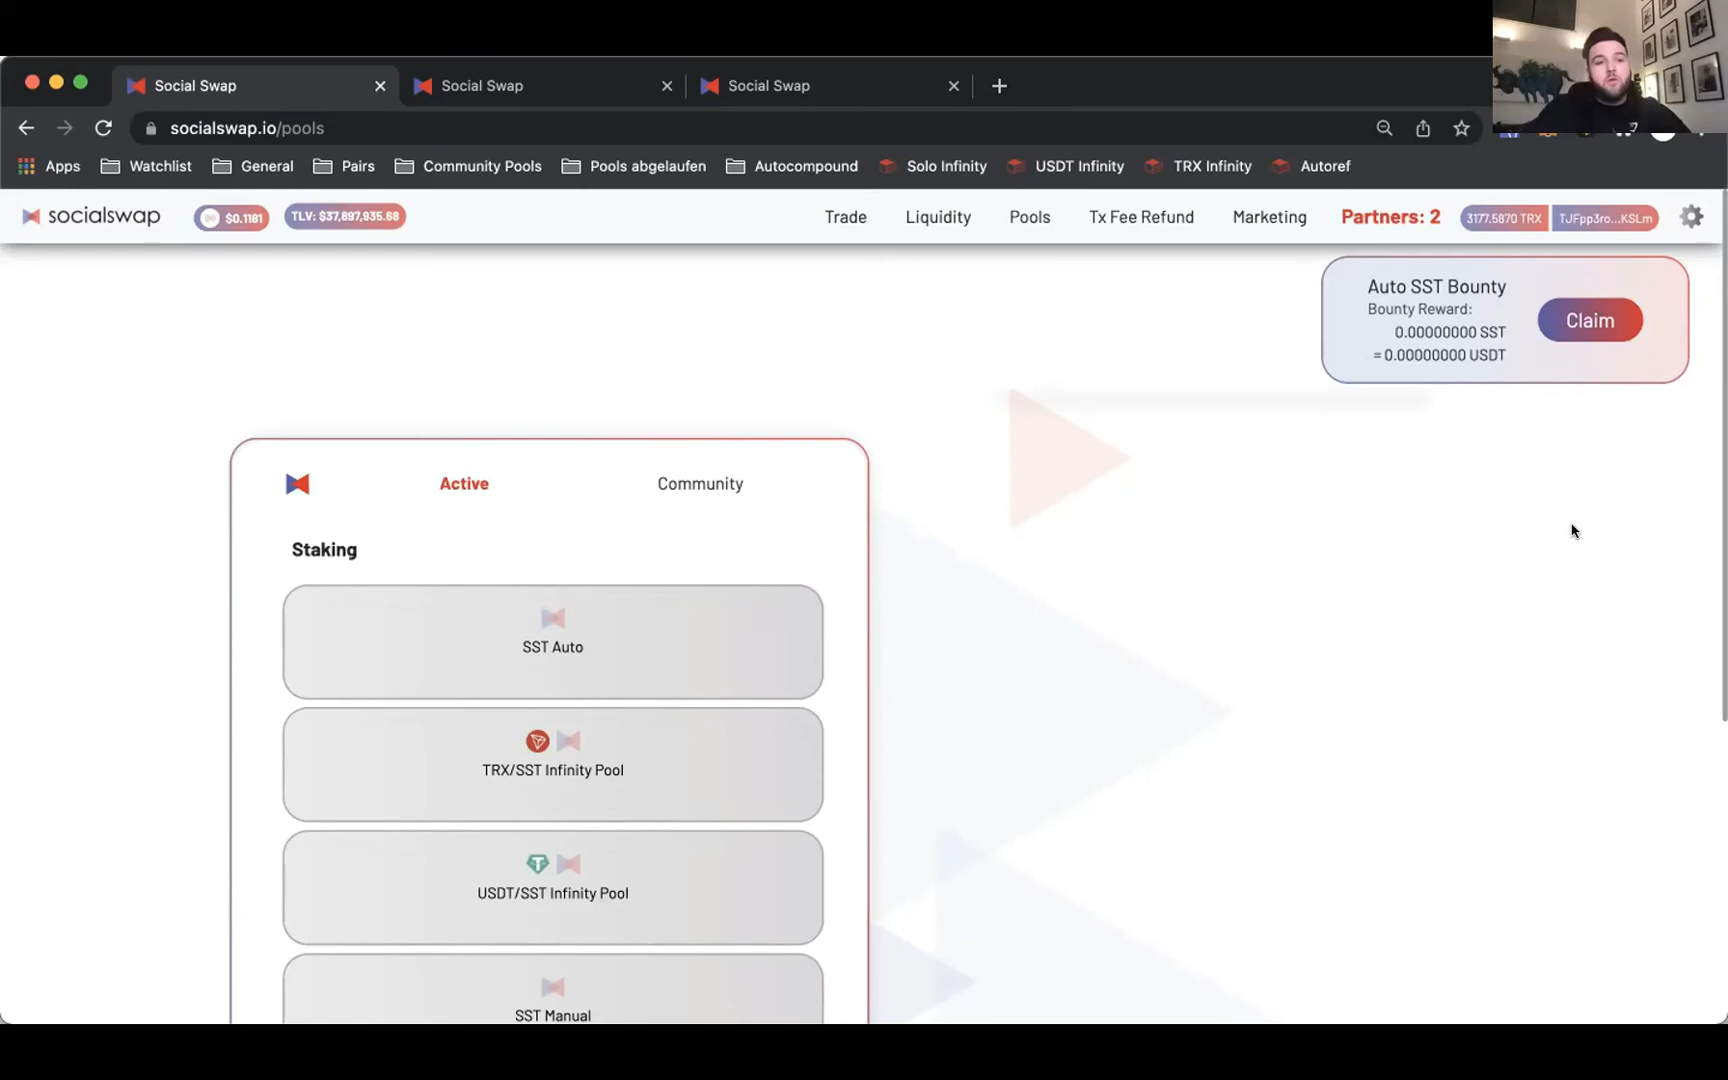 Social Swap
Social Swap
Social Swap
socialswap.io/pools
Apps Watchlist General Pairs Community Pools Pools abgelaufen Autocompound Solo Infinity USDT Infinity TRX Infinity Autoref
socialswap $0.1181 TLV: $37,897,935.68 Trade Liquidity Pools Tx Fee Refund Marketing Partners: 2 3177.5870 TRX TJFpp3ro...KSLm
Auto SST Bounty
Bounty Reward:
0.00000000 SST
= 0.00000000 USDT
Claim
Active Community
Staking
SST Auto
TRX/SST Infinity Pool
USDT/SST Infinity Pool
SST Manual